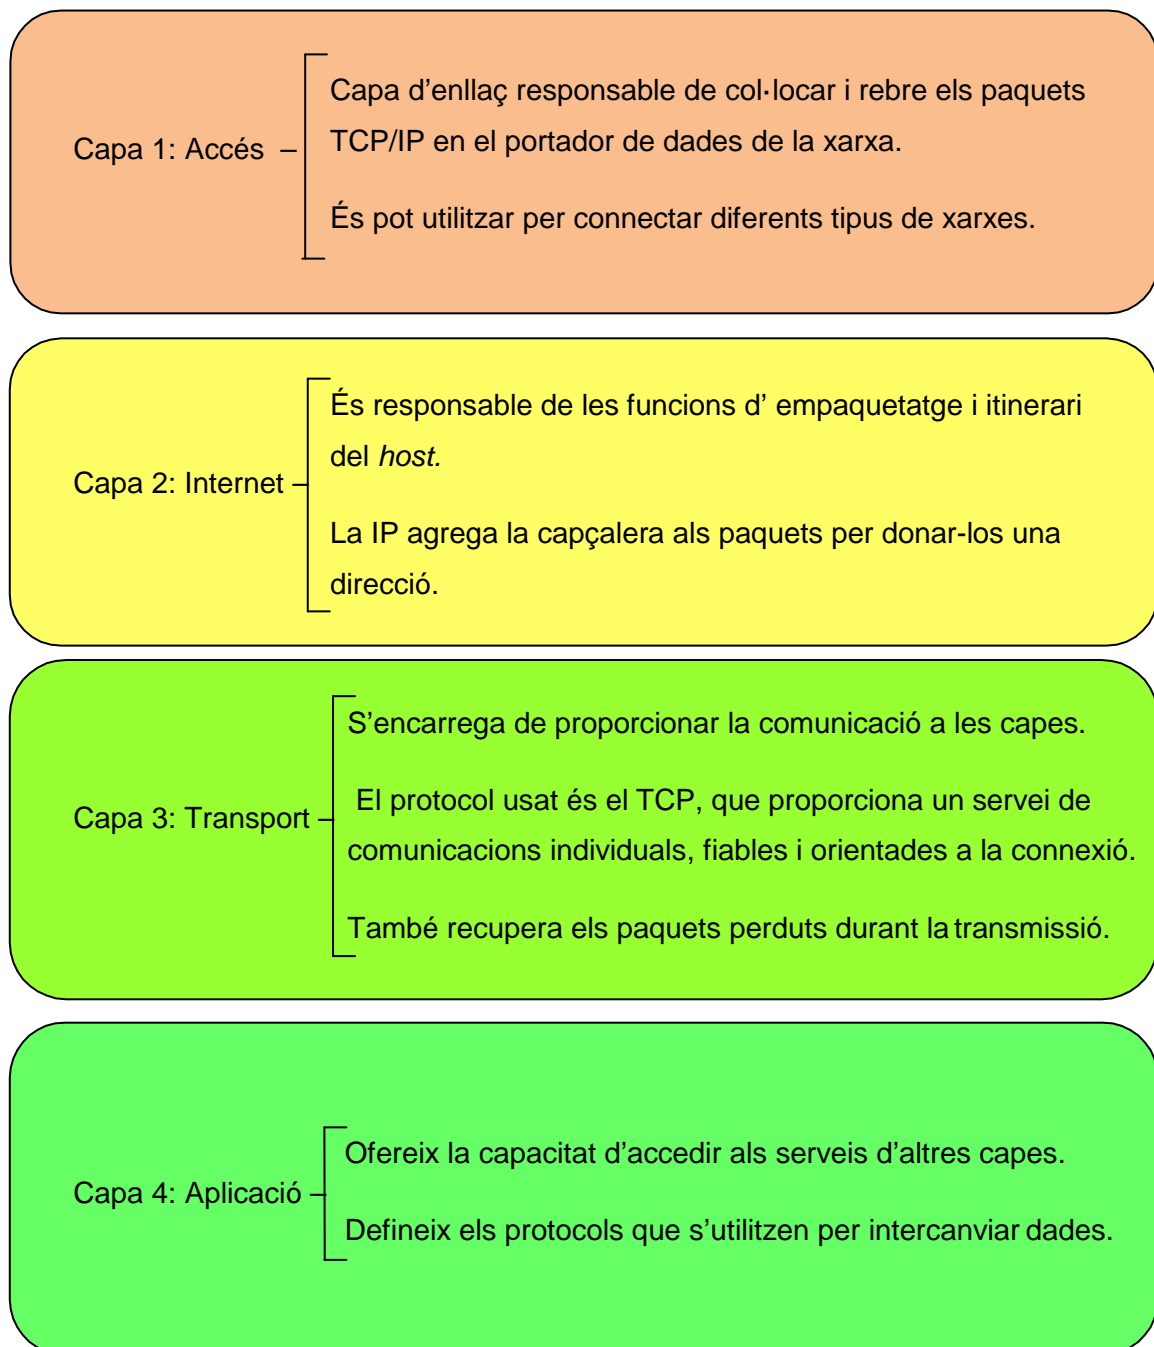 Capa d’enllaç responsable de col·locar i rebre els paquets
Capa 1: Accés – TCP/IP en el portador de dades de la xarxa.
És pot utilitzar per connectar diferents tipus de xarxes.
És responsable de les funcions d’ empaquetatge i itinerari
del host.
Capa 2: Internet –
La IP agrega la capçalera als paquets per donar-los una
direcció.
S’encarrega de proporcionar la comunicació a les capes.
El protocol usat és el TCP, que proporciona un servei de
Capa 3: Transport –
comunicacions individuals, fiables i orientades a la connexió.
També recupera els paquets perduts durant la transmissió.
Ofereix la capacitat d’accedir als serveis d’altres capes.
Capa 4: Aplicació –
Defineix els protocols que s’utilitzen per intercanviar dades.